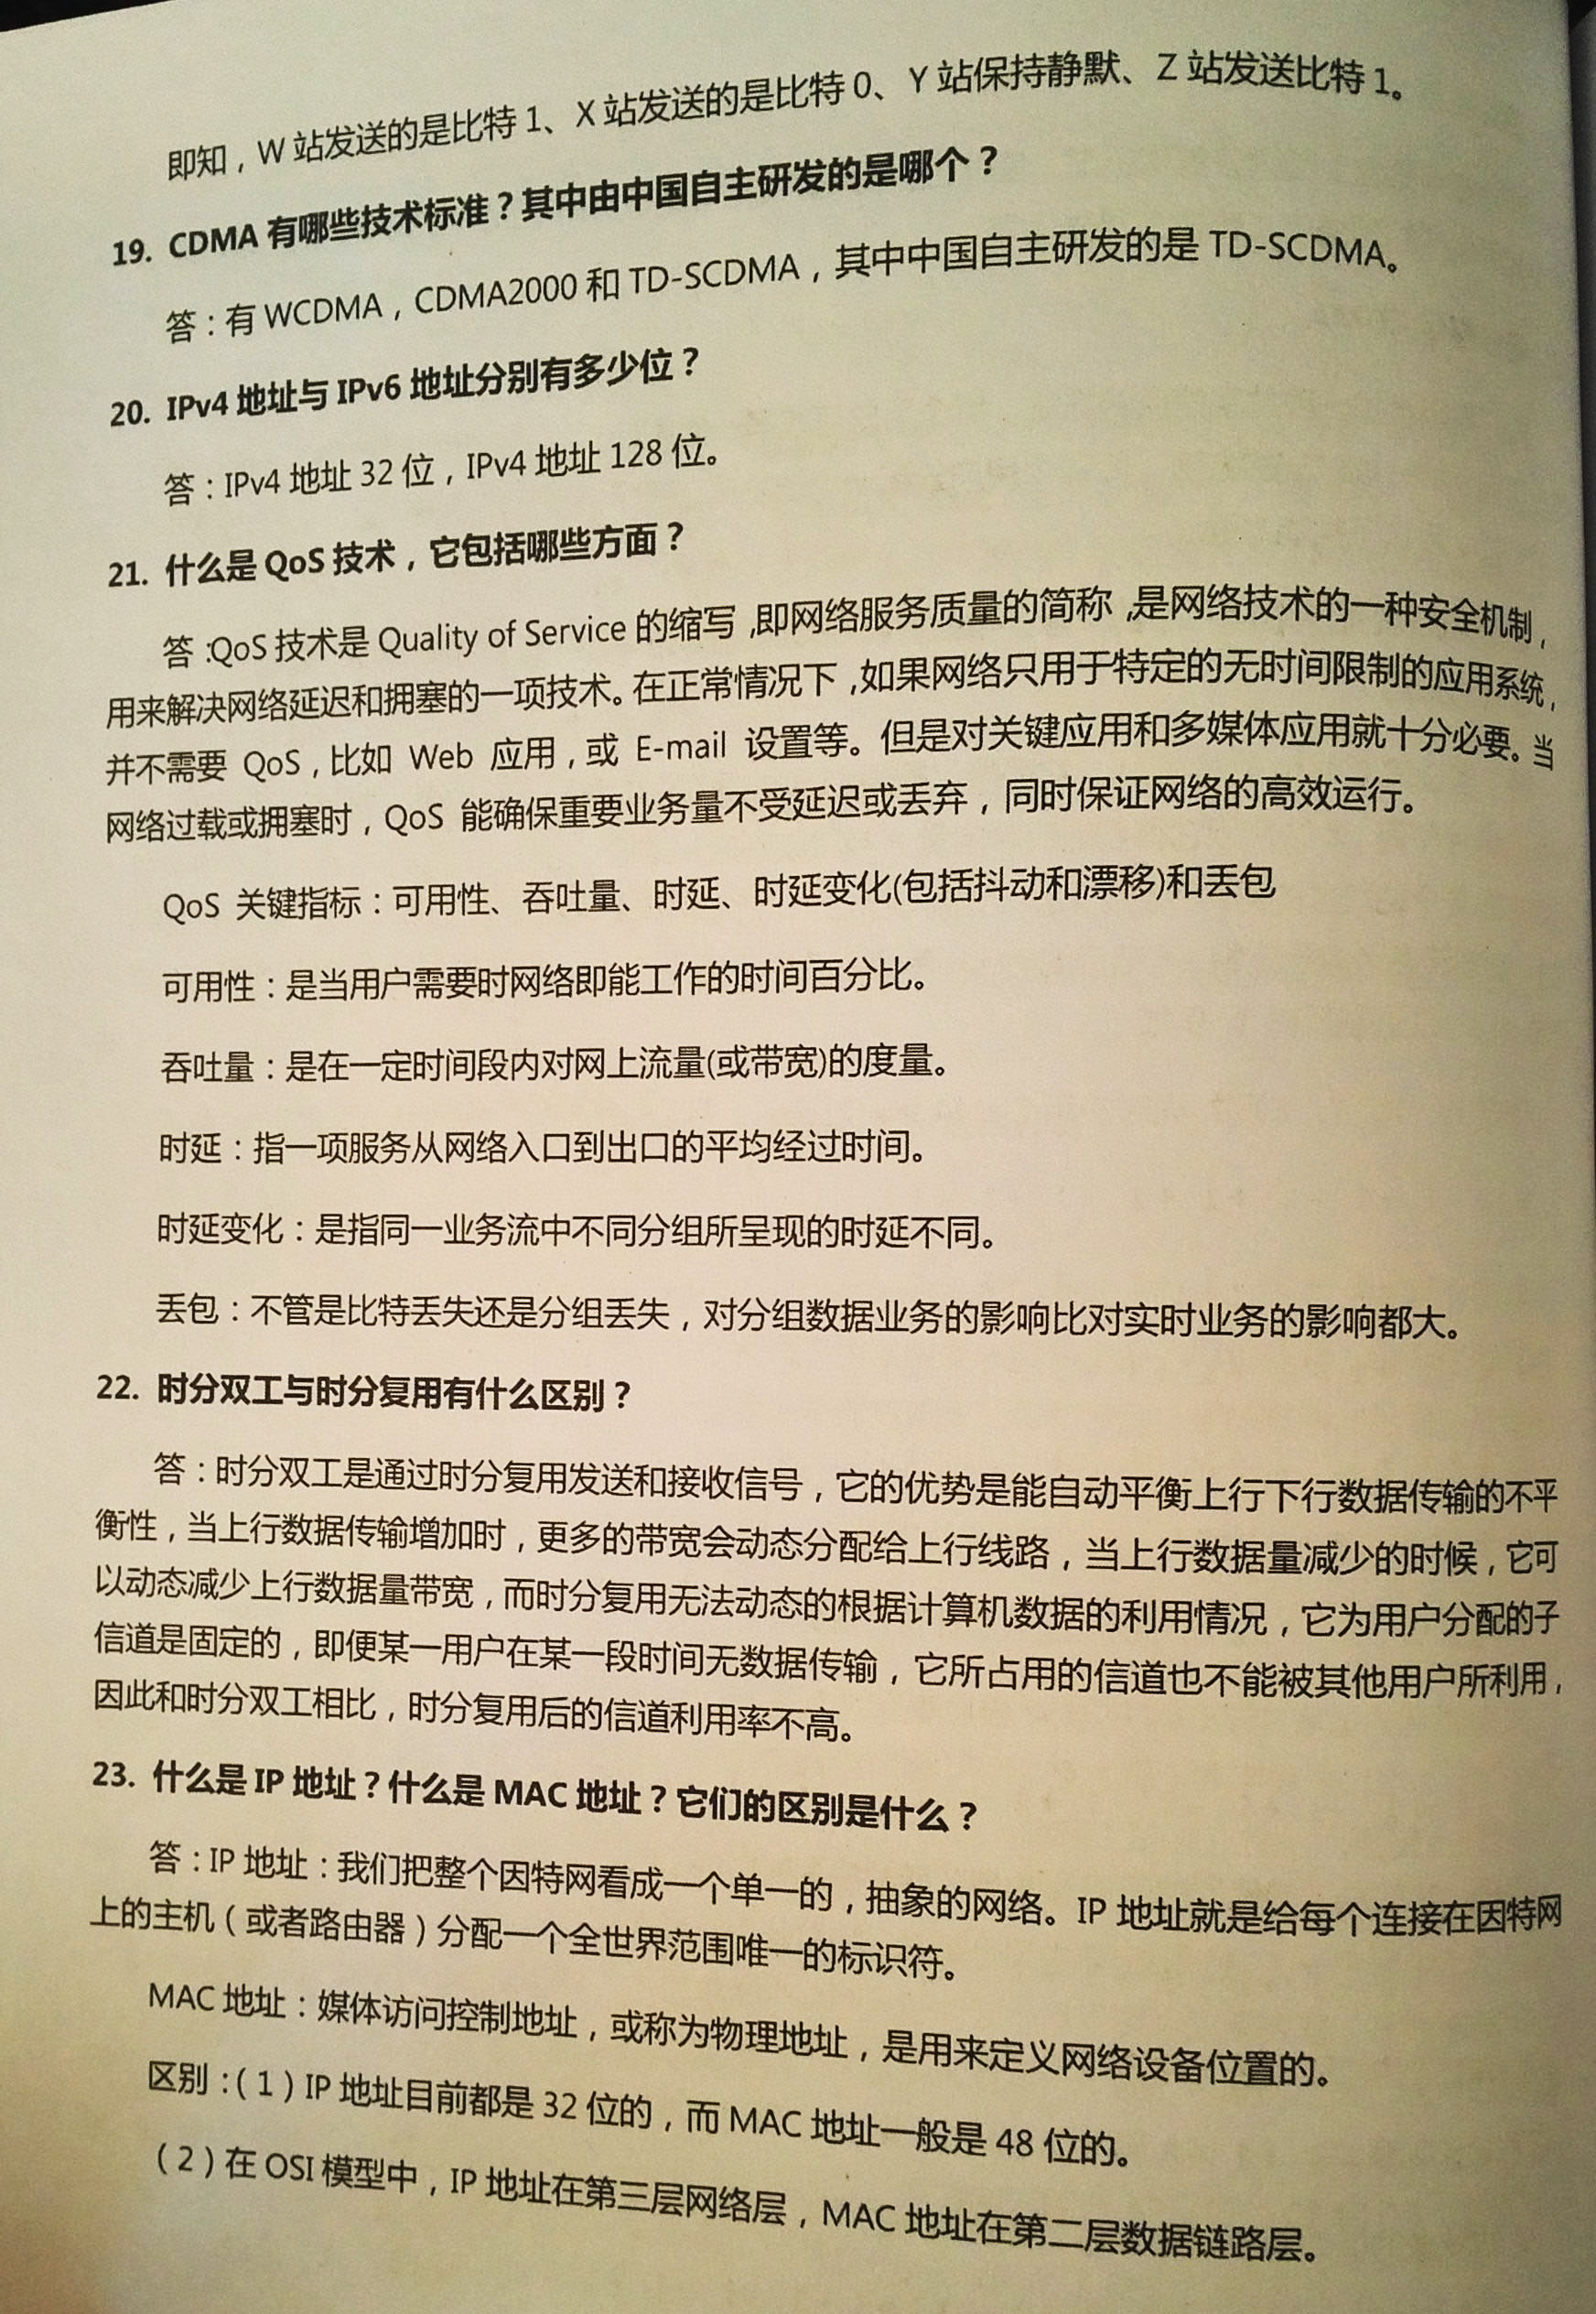 即知，W 站发送的是比特 1、X 站发送的是比特 0、Y 站保持静默、Z 站发送比特 1。
19. CDMA 有哪些技术标准？其中由中国自主研发的是哪个？
答：有 WCDMA，CDMA2000 和 TD-SCDMA，其中中国自主研发的是 TD-SCDMA。
20. IPv4 地址与 IPv6 地址分别有多少位？
答：IPv4 地址 32 位，IPv4 地址 128 位。
21. 什么是 QoS 技术，它包括哪些方面？
答：QoS 技术是 Quality of Service 的缩写，即网络服务质量的简称，是网络技术的一种安全机制，
用来解决网络延迟和拥塞的一项技术。在正常情况下，如果网络只用于特定的无时间限制的应用系统，
并不需要 QoS，比如 Web 应用，或 E-mail 设置等。但是对关键应用和多媒体应用就十分必要。当
网络过载或拥塞时，QoS 能确保重要业务量不受延迟或丢弃，同时保证网络的高效运行。
QoS 关键指标：可用性、吞吐量、时延、时延变化(包括抖动和漂移)和丢包
可用性：是当用户需要时网络即能工作的时间百分比。
吞吐量：是在一定时间段内对网上流量(或带宽)的度量。
时延：指一项服务从网络入口到出口的平均经过时间。
时延变化：是指同一业务流中不同分组所呈现的时延不同。
丢包：不管是比特丢失还是分组丢失，对分组数据业务的影响比对实时业务的影响都大。
22. 时分双工与时分复用有什么区别？
答：时分双工是通过时分复用发送和接收信号，它的优势是能自动平衡上行下行数据传输的不平
衡性，当上行数据传输增加时，更多的带宽会动态分配给上行线路，当上行数据量减少的时候，它可
以动态减少上行数据量带宽，而时分复用无法动态的根据计算机数据的利用情况，它为用户分配的子
信道是固定的，即便某一用户在某一段时间无数据传输，它所占用的信道也不能被其他用户所利用，
因此和时分双工相比，时分复用后的信道利用率不高。
23. 什么是 IP 地址？什么是 MAC 地址？它们的区别是什么？
答：IP 地址：我们把整个因特网看成一个单一的，抽象的网络。IP 地址就是给每个连接在因特网
上的主机（或者路由器）分配一个全世界范围唯一的标识符。
MAC 地址：媒体访问控制地址，或称为物理地址，是用来定义网络设备位置的。
区别：（1）IP 地址目前都是 32 位的，而 MAC 地址一般是 48 位的。
（2）在 OSI 模型中，IP 地址在第三层网络层，MAC 地址在第二层数据链路层。